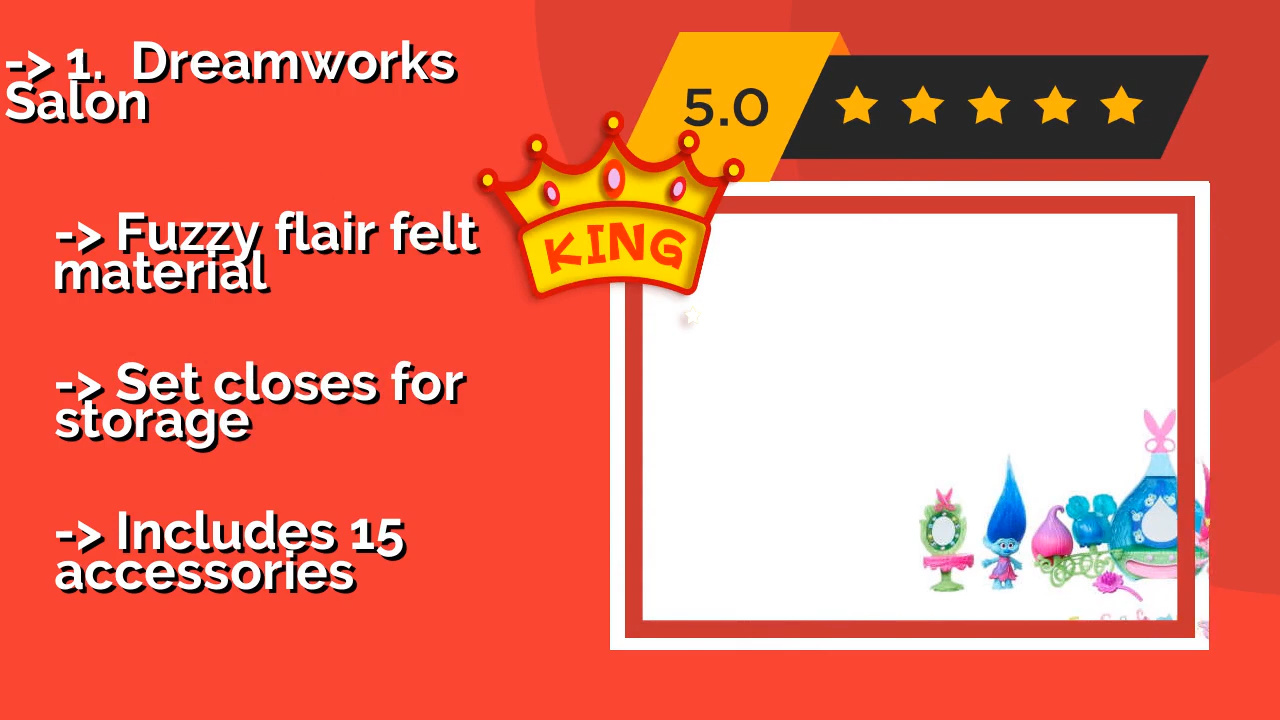 -> 1.  Dreamworks
Salon
5.0
KING
-> Fuzzy flair felt
material
-> Set closes for
storage
-> Includes 15
accessories